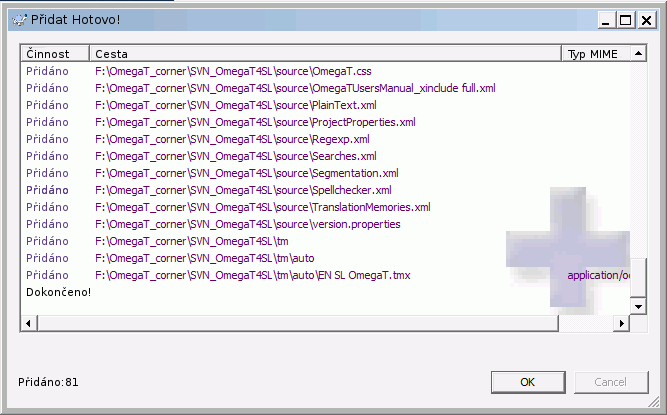 Přidat Hotovo!
Činnost Cesta Typ MIME
Přidáno F:\OmegaT_corner\SVN_OmegaT4SL\source\OmegaT.css
Přidáno F:\OmegaT_corner\SVN_OmegaT4SL\source\OmegaTUsersManual_xinclude full.xml
Přidáno F:\OmegaT_corner\SVN_OmegaT4SL\source\PlainText.xml
Přidáno F:\OmegaT_corner\SVN_OmegaT4SL\source\ProjectProperties.xml
Přidáno F:\OmegaT_corner\SVN_OmegaT4SL\source\Regexp.xml
Přidáno F:\OmegaT_corner\SVN_OmegaT4SL\source\Searches.xml
Přidáno F:\OmegaT_corner\SVN_OmegaT4SL\source\Segmentation.xml
Přidáno F:\OmegaT_corner\SVN_OmegaT4SL\source\Spellchecker.xml
Přidáno F:\OmegaT_corner\SVN_OmegaT4SL\source\TranslationMemories.xml
Přidáno F:\OmegaT_corner\SVN_OmegaT4SL\source\version.properties
Přidáno F:\OmegaT_corner\SVN_OmegaT4SL\tm
Přidáno F:\OmegaT_corner\SVN_OmegaT4SL\tm\auto
Přidáno F:\OmegaT_corner\SVN_OmegaT4SL\tm\auto\EN SL OmegaT.tmx application/oc
Dokončeno!
Přidáno:81
OK Cancel